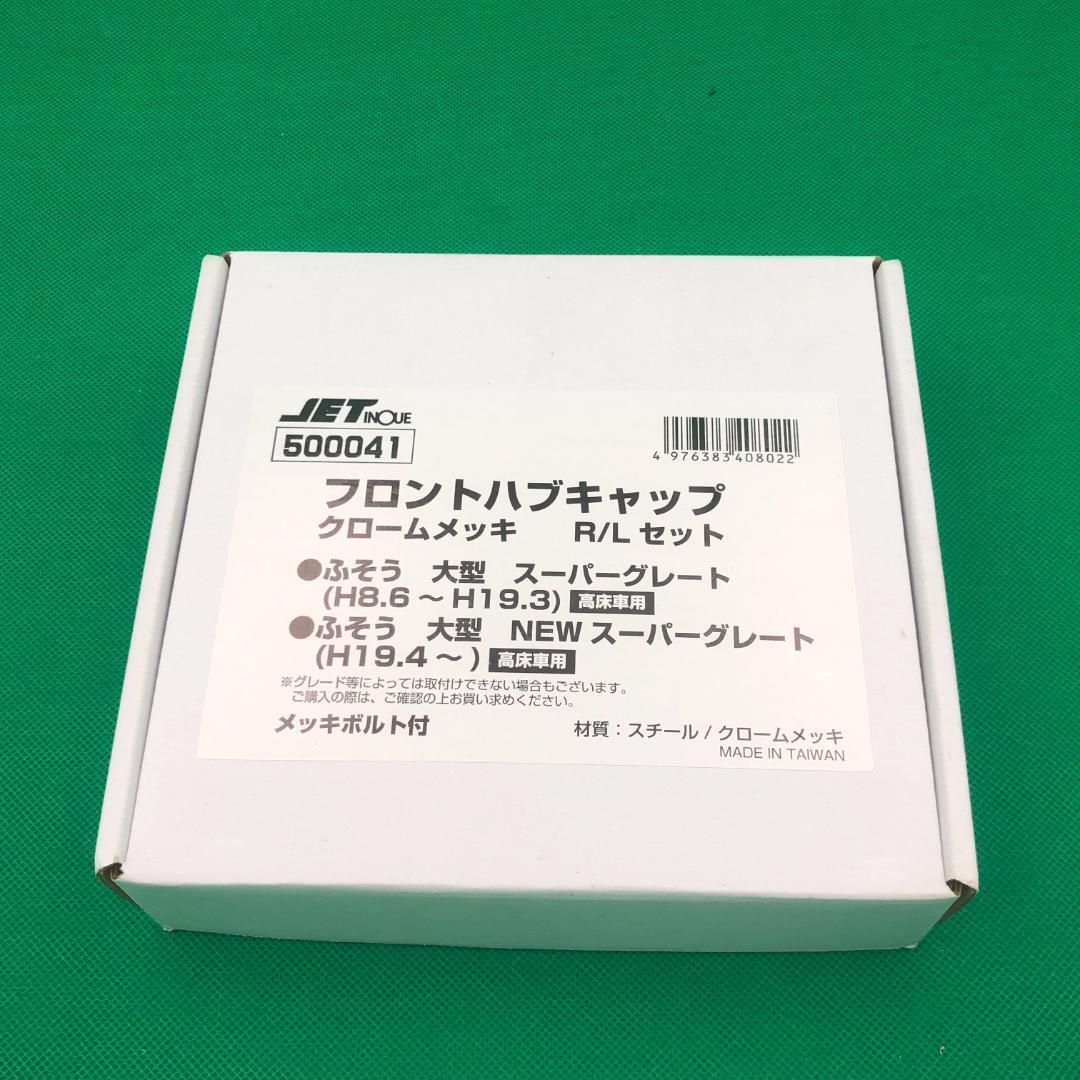 JET INOUE
500041
4 976383 408022
フロントハブキャップ
クロームメッキ R/L セット
●ふそう 大型 スーパーグレート
(H8.6 ~ H19.3) 高床車用
●ふそう 大型 NEW スーパーグレート
(H19.4 ~ ) 高床車用
※グレード等によっては取付けできない場合もございます。
ご購入の際は、ご確認の上お買い求めください。
メッキボルト付
材質:スチール / クロームメッキ
MADE IN TAIWAN